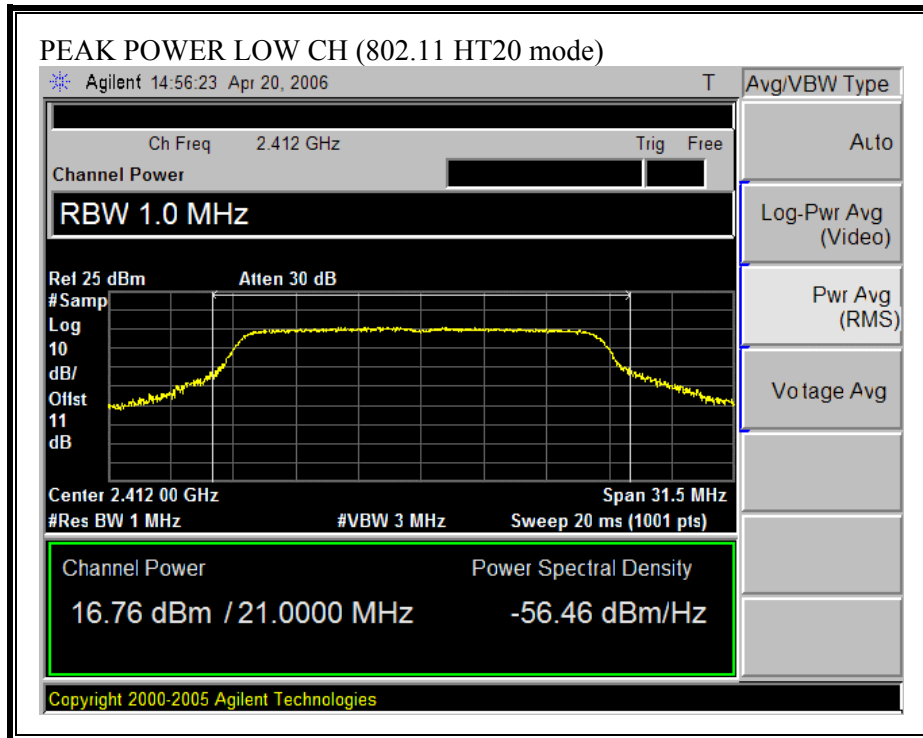 PEAK POWER LOW CH (802.11 HT20 mode)
Agilent 14:56:23 Apr 20, 2006 T
Avg/VBW Type
Ch Freq 2.412 GHz Trig Free
Channel Power
RBW 1.0 MHz
Ref 25 dBm Atten 30 dB
#Samp
Log
10
dB/
Offst
11
dB
Center 2.412 00 GHz Span 31.5 MHz
#Res BW 1 MHz #VBW 3 MHz Sweep 20 ms (1001 pts)
Channel Power Power Spectral Density
16.76 dBm / 21.0000 MHz -56.46 dBm/Hz
Copyright 2000-2005 Agilent Technologies
Auto
Log-Pwr Avg
(Video)
Pwr Avg
(RMS)
Voltage Avg